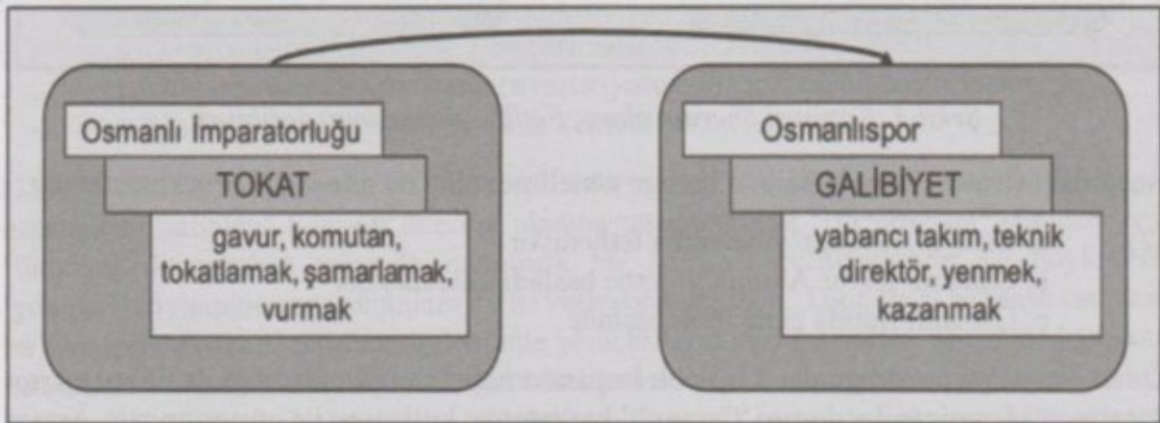 Osmanlı İmparatorluğu
TOKAT
gavur, komutan,
tokatlamak, şamarlamak,
vurmak
Osmanlıspor
GALİBİYET
yabancı takım, teknik
direktör, yenmek,
kazanmak